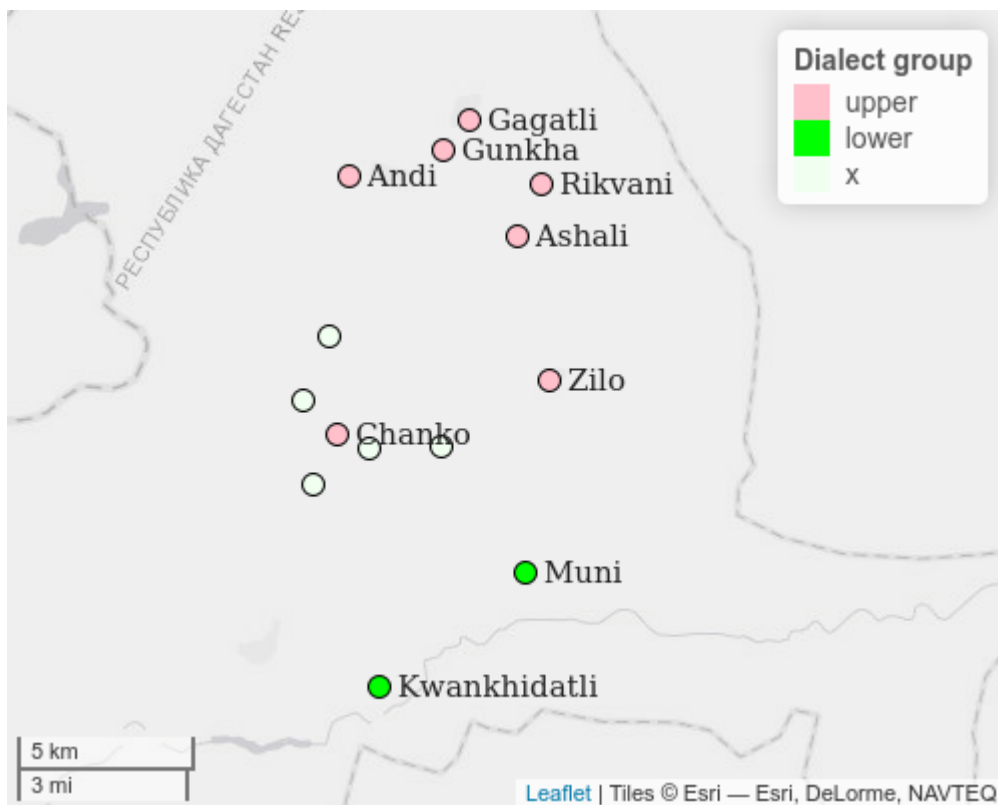 Dialect group
upper
lower
x
РЕСПУБЛИКА ДАГЕСТАН RES
Gagatli
Gunkha
Andi
Rikvani
Ashali
Zilo
Chanko
Muni
Kwankhidatli
5 km
3 mi
Leaflet | Tiles © Esri — Esri, DeLorme, NAVTEQ